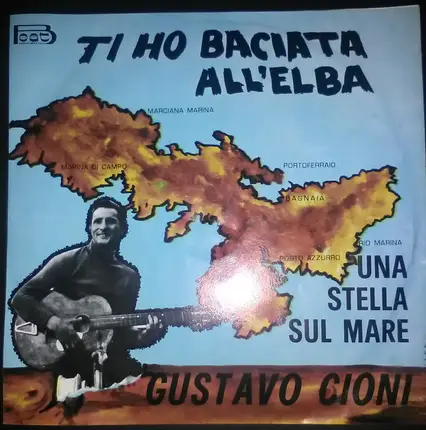 TI HO BACIATA
ALL'ELBA
MARCIANA MARINA
MARINA DI CAMPO
PORTOFERRAIO
BAGNAIA
RIO MARINA
PORTO AZZURRO
UNA
STELLA
SUL MARE
GUSTAVO CIONI